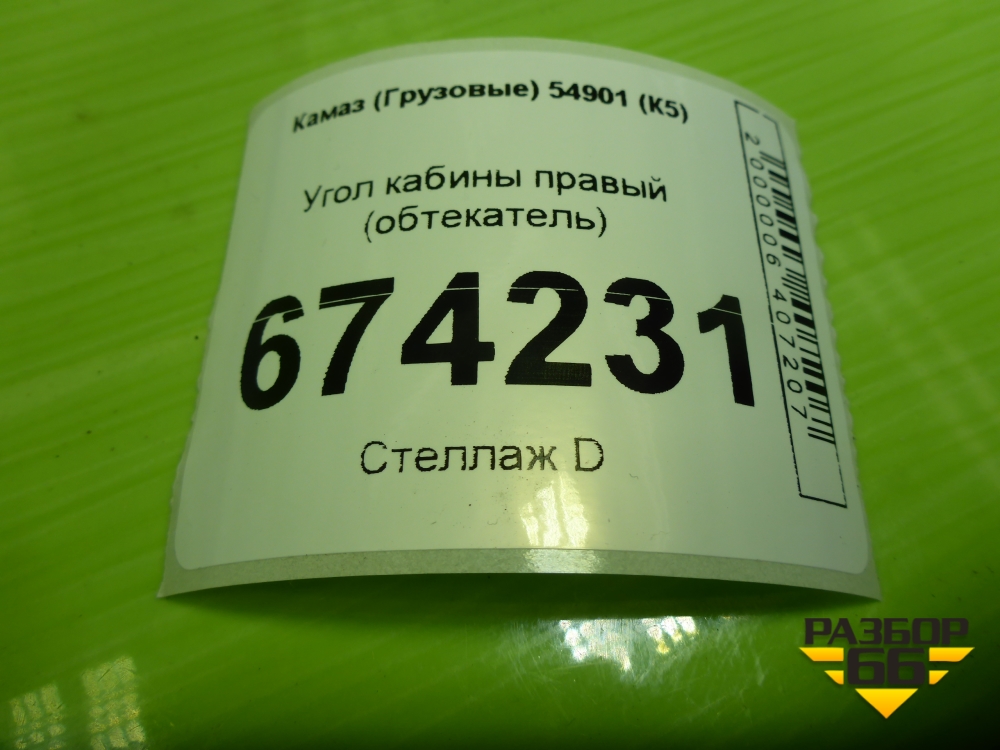 Камаз (Грузовые) 54901 (К5)
Угол кабины правый
(обтекатель)
674231
Стеллаж D
2000006407207
РАЗБОР
66